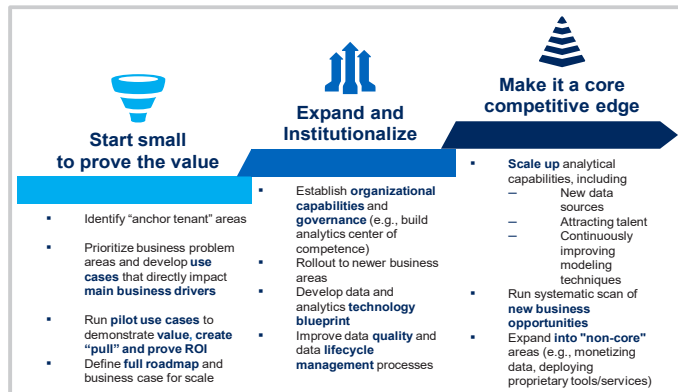 Start small
to prove the value
▪ Identify “anchor tenant” areas
▪ Prioritize business problem
areas and develop use
cases that directly impact
main business drivers
▪ Run pilot use cases to
demonstrate value, create
“pull” and prove ROI
▪ Define full roadmap and
business case for scale
Expand and
Institutionalize
▪ Establish organizational
capabilities and
governance (e.g., build
analytics center of
competence)
▪ Rollout to newer business
areas
▪ Develop data and
analytics technology
blueprint
▪ Improve data quality and
data lifecycle
management processes
Make it a core
competitive edge
▪ Scale up analytical
capabilities, including
– New data
sources
– Attracting talent
– Continuously
improving
modeling
techniques
▪ Run systematic scan of
new business
opportunities
▪ Expand into "non-core"
areas (e.g., monetizing
data, deploying
proprietary tools/services)